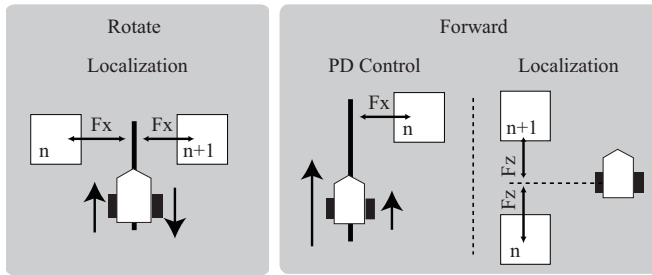 Rotate
Localization
Fx
Fx
n
n+1
Forward
PD Control
Fx
n
Localization
n+1
Fz
Fz
n